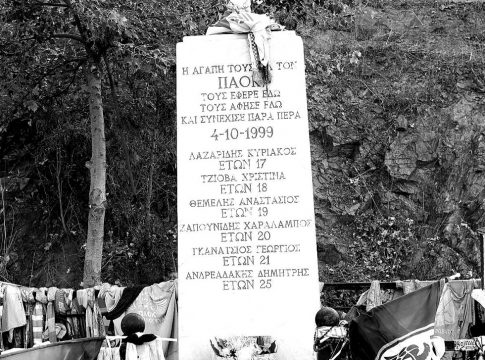 Η ΑΓΑΠΗ ΤΟΥΣ ΤΟΝ
ΠΑΟΚ
ΤΟΥΣ ΕΦΕΡΕ ΕΔΩ
ΤΟΥΣ ΑΦΗΣΕ ΕΔΩ
ΚΑΙ ΣΥΝΕΧΙΣΕ ΠΑΡΑ ΠΕΡΑ
4-10-1999
ΛΑΖΑΡΙΔΗΣ ΚΥΡΙΑΚΟΣ
ΕΤΩΝ 17
ΤΖΙΟΒΑ ΧΡΙΣΤΙΝΑ
ΕΤΩΝ 18
ΘΕΜΕΛΗΣ ΑΝΑΣΤΑΣΙΟΣ
ΕΤΩΝ 19
ΖΑΠΟΥΝΙΔΗΣ ΧΑΡΑΛΑΜΠΟΣ
ΕΤΩΝ 20
ΓΚΑΝΑΤΣΙΟΣ ΓΕΩΡΓΙΟΣ
ΕΤΩΝ 21
ΑΝΔΡΕΑΔΑΚΗΣ ΔΗΜΗΤΡΗΣ
ΕΤΩΝ 25